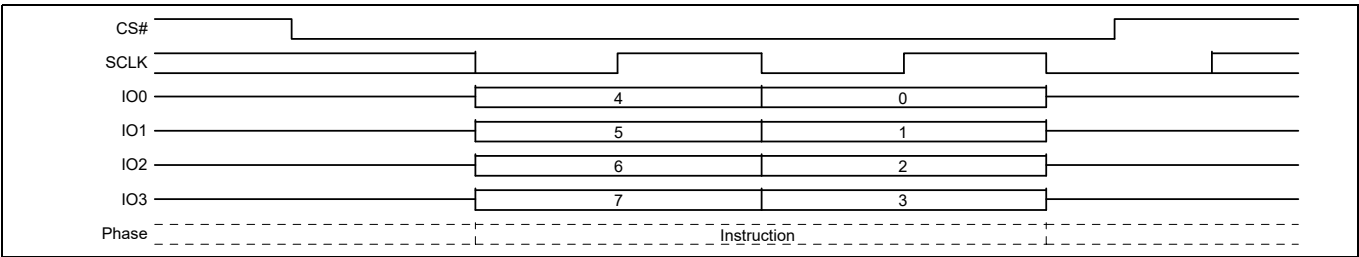 CS#
SCLK
IO0 4 0
IO1 5 1
IO2 6 2
IO3 7 3
Phase Instruction